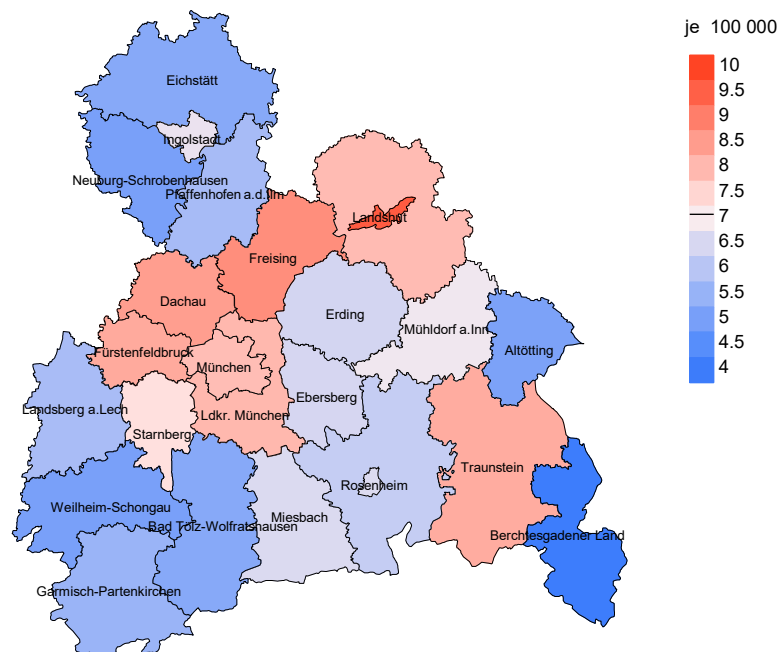 je 100 000
10
9.5
9
8.5
8
7.5
7
6.5
6
5.5
5
4.5
4
Eichstätt
Ingolstadt
Neuburg-Schrobenhausen
Pfaffenhofen a.d.Ilm
Landshut
Freising
Dachau
Erding
Mühldorf a.Inn
Fürstenfeldbruck
Altötting
München
Ebersberg
Landsberg a.Lech
Ldkr. München
Starnberg
Traunstein
Rosenheim
Weilheim-Schongau
Miesbach
Bad Tölz-Wolfratshausen
Berchtesgadener Land
Garmisch-Partenkirchen